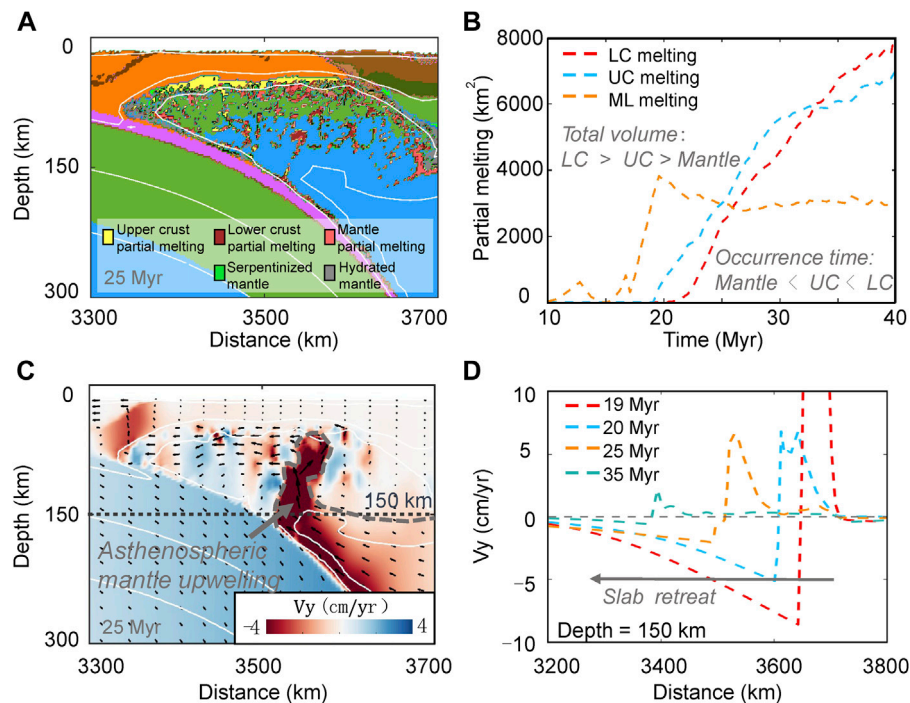 A
0
150
300
Depth (km)
Upper crust
partial melting
Lower crust
partial melting
Mantle
partial melting
Serpentinized
mantle
Hydrated
mantle
25 Myr
3300
3500
3700
Distance (km)
B
8000
6000
4000
2000
0
Partial melting (km²)
LC melting
UC melting
ML melting
Total volume:
LC > UC > Mantle
Occurrence time:
Mantle < UC < LC
10
20
30
40
Time (Myr)
C
0
150
300
Depth (km)
150 km
Asthenospheric
mantle upwelling
Vy (cm/yr)
-4
4
25 Myr
3300
3500
3700
Distance (km)
D
10
5
0
-5
-10
Vy (cm/yr)
19 Myr
20 Myr
25 Myr
35 Myr
Slab retreat
Depth = 150 km
3200
3400
3600
3800
Distance (km)